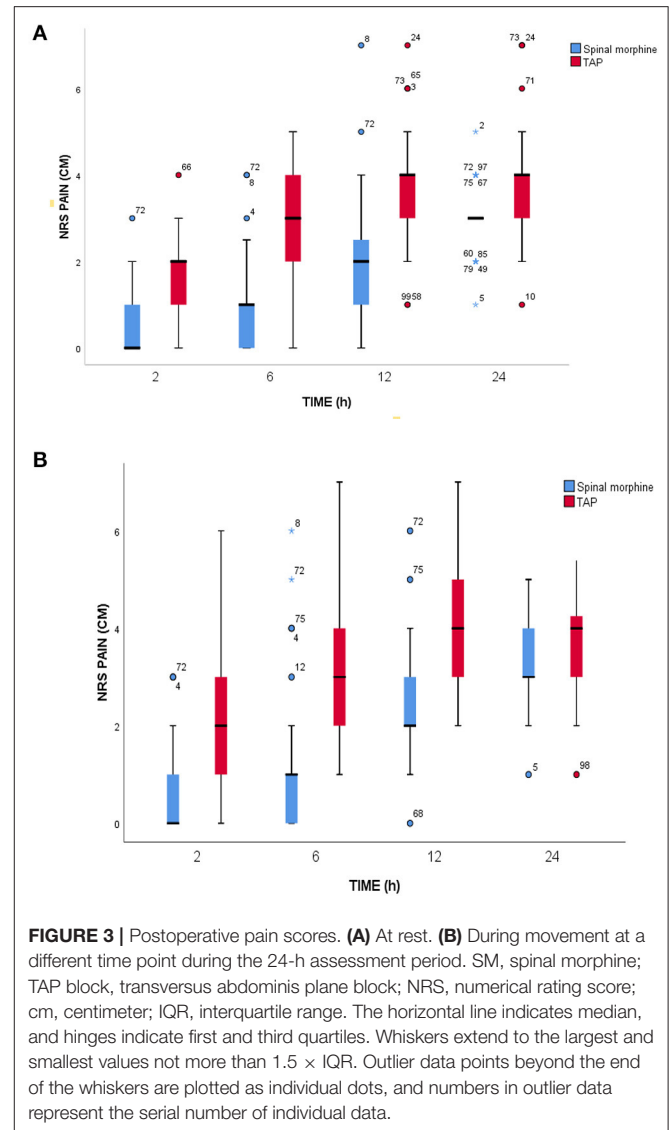 A
8
24
73 24
Spinal morphine
TAP
6
73 65
3
71
72
2
NRS PAIN (CM)
4
66
72
8
72 97
75 67
72
4
2
60 85
79 49
9958
5
10
0
2
6
12
24
TIME (h)
B
Spinal morphine
TAP
6
8
72
NRS PAIN (CM)
72
75
4
75
4
72
4
12
2
5
98
0
68
2
6
12
24
TIME (h)
FIGURE 3 | Postoperative pain scores. (A) At rest. (B) During movement at a
different time point during the 24-h assessment period. SM, spinal morphine;
TAP block, transversus abdominis plane block; NRS, numerical rating score;
cm, centimeter; IQR, interquartile range. The horizontal line indicates median,
and hinges indicate first and third quartiles. Whiskers extend to the largest and
smallest values not more than 1.5 × IQR. Outlier data points beyond the end
of the whiskers are plotted as individual dots, and numbers in outlier data
represent the serial number of individual data.